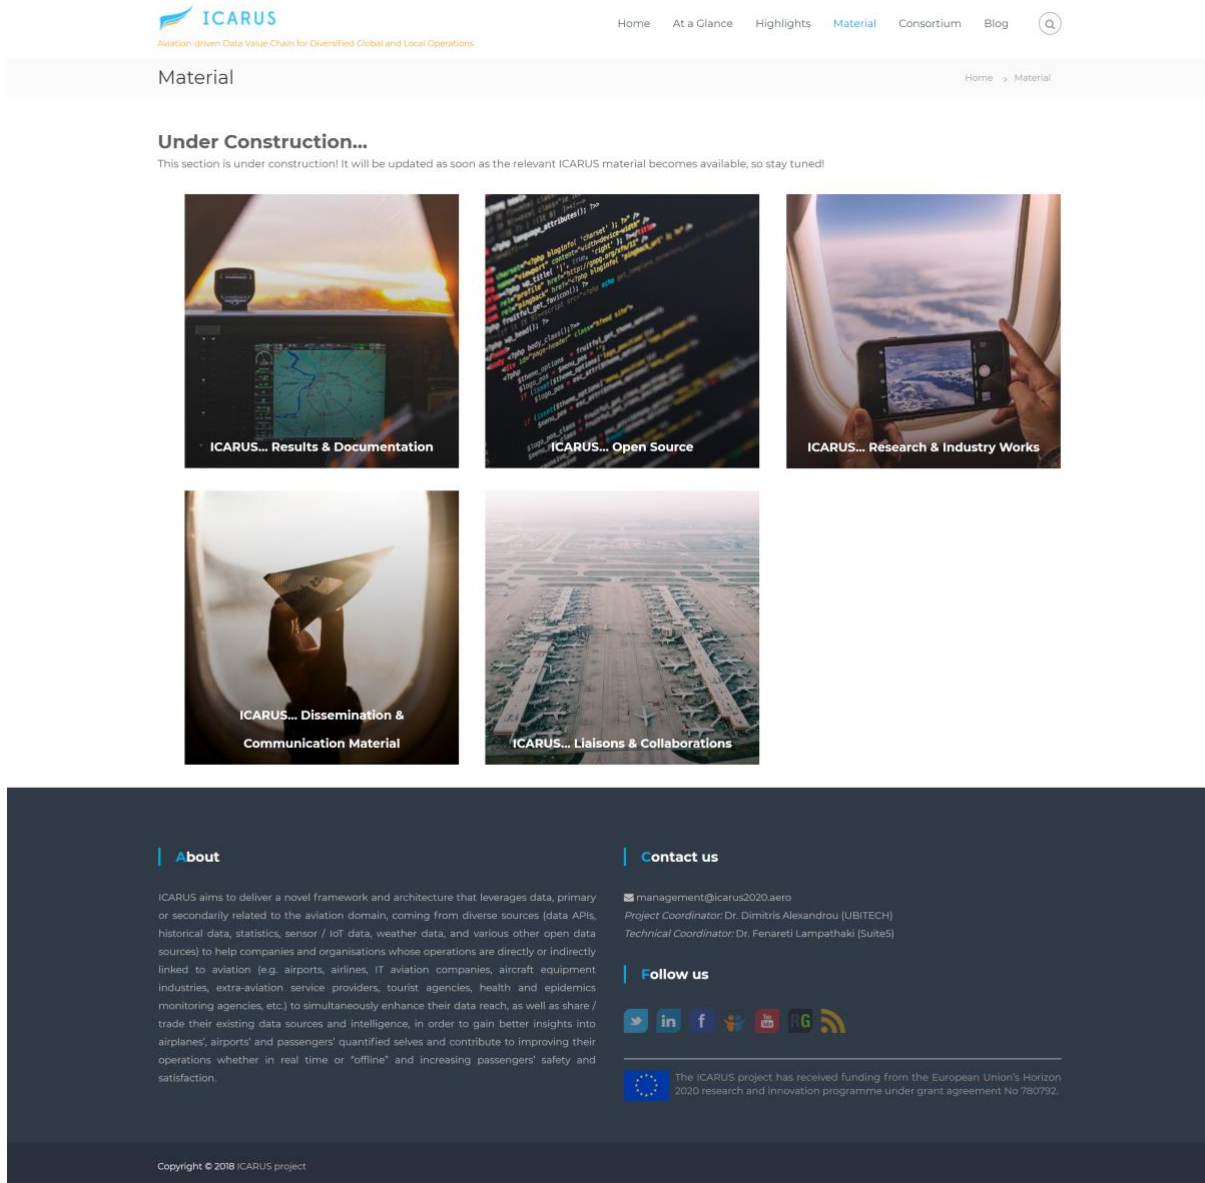 ICARUS
Aviation-driven Data Value Chain for Diversified Global and Local Operations
Home At a Glance Highlights Material Consortium Blog
Material
Home > Material
Under Construction...
This section is under construction! It will be updated as soon as the relevant ICARUS material becomes available, so stay tuned!
ICARUS... Results & Documentation
ICARUS... Open Source
ICARUS... Research & Industry Works
ICARUS... Dissemination &
Communication Material
ICARUS... Liaisons & Collaborations
About
ICARUS aims to deliver a novel framework and architecture that leverages data, primary
or secondarily related to the aviation domain, coming from diverse sources (data APIs,
historical data, statistics, sensor / IoT data, weather data, and various other open data
sources) to help companies and organisations whose operations are directly or indirectly
linked to aviation (e.g. airports, airlines, IT aviation companies, aircraft equipment
industries, extra-aviation service providers, tourist agencies, health and epidemics
monitoring agencies, etc.) to simultaneously enhance their data reach, as well as share /
trade their existing data sources and intelligence, in order to gain better insights into
airplanes', airports' and passengers' quantified selves and contribute to improving their
operations whether in real time or "offline" and increasing passengers' safety and
satisfaction.
Contact us
management@icarus2020.aero
Project Coordinator: Dr. Dimitris Alexandrou (UBITECH)
Technical Coordinator: Dr. Fenareti Lampathaki (Suite5)
Follow us
in f You Tube RG
The ICARUS project has received funding from the European Union's Horizon
2020 research and innovation programme under grant agreement No 780792.
Copyright © 2018 ICARUS project